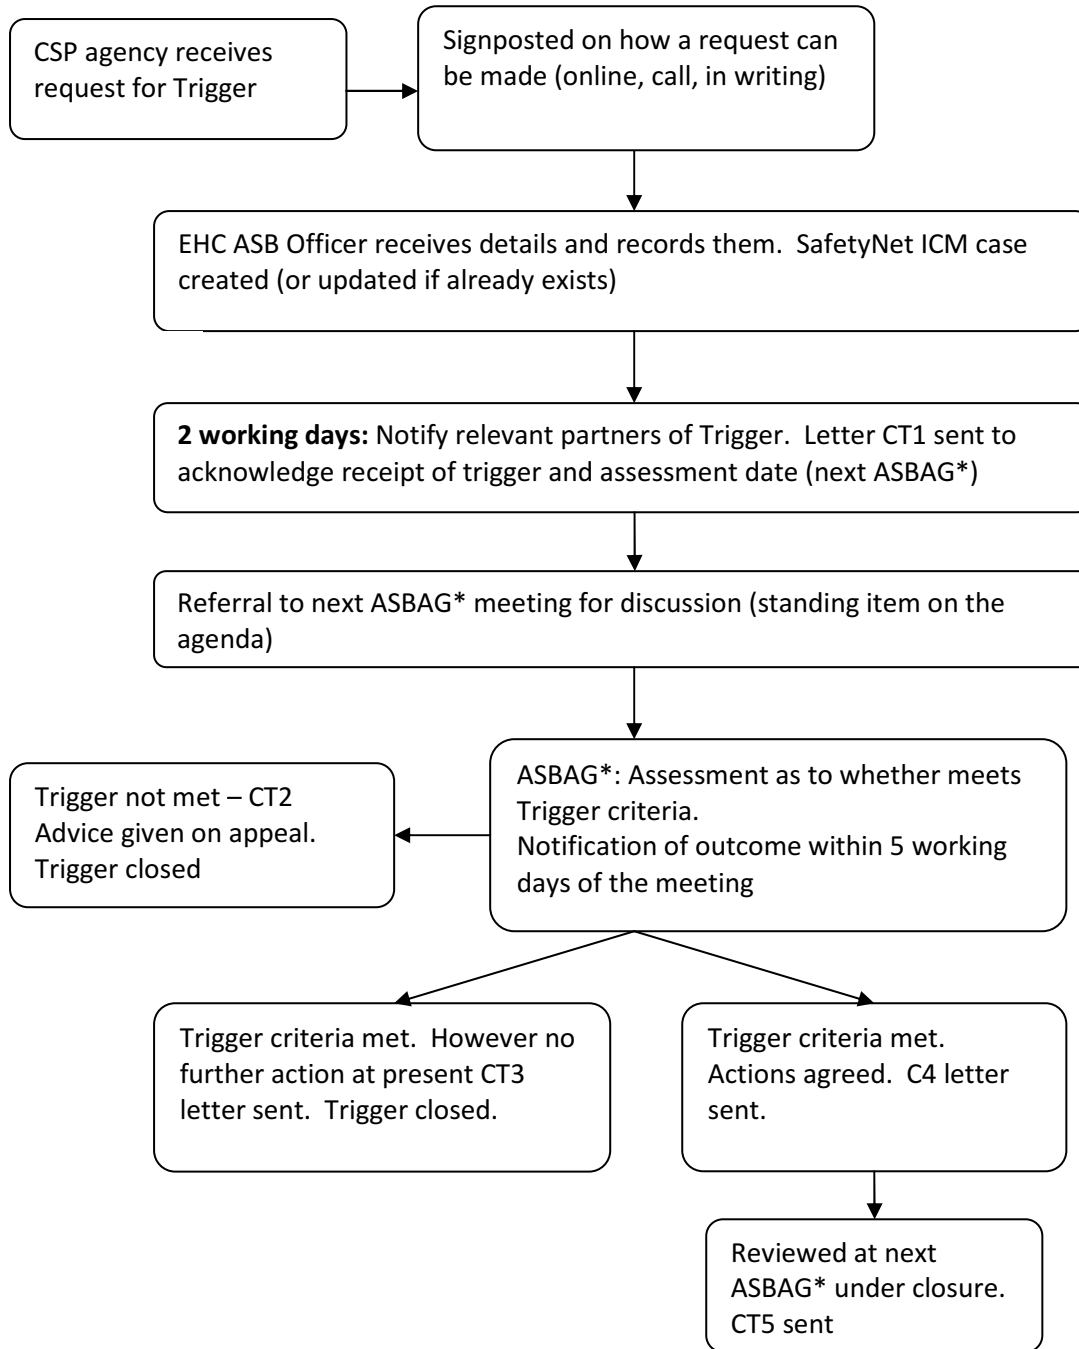 CSP agency receives
request for Trigger
Signposted on how a request can
be made (online, call, in writing)
EHC ASB Officer receives details and records them.  SafetyNet ICM case
created (or updated if already exists)
2 working days: Notify relevant partners of Trigger.  Letter CT1 sent to
acknowledge receipt of trigger and assessment date (next ASBAG*)
Referral to next ASBAG* meeting for discussion (standing item on the
agenda)
ASBAG*: Assessment as to whether meets
Trigger criteria.
Notification of outcome within 5 working
days of the meeting
Trigger not met – CT2
Advice given on appeal.
Trigger closed
Trigger criteria met.  However no
further action at present CT3
letter sent.  Trigger closed.
Trigger criteria met.
Actions agreed.  C4 letter
sent.
Reviewed at next
ASBAG* under closure.
CT5 sent